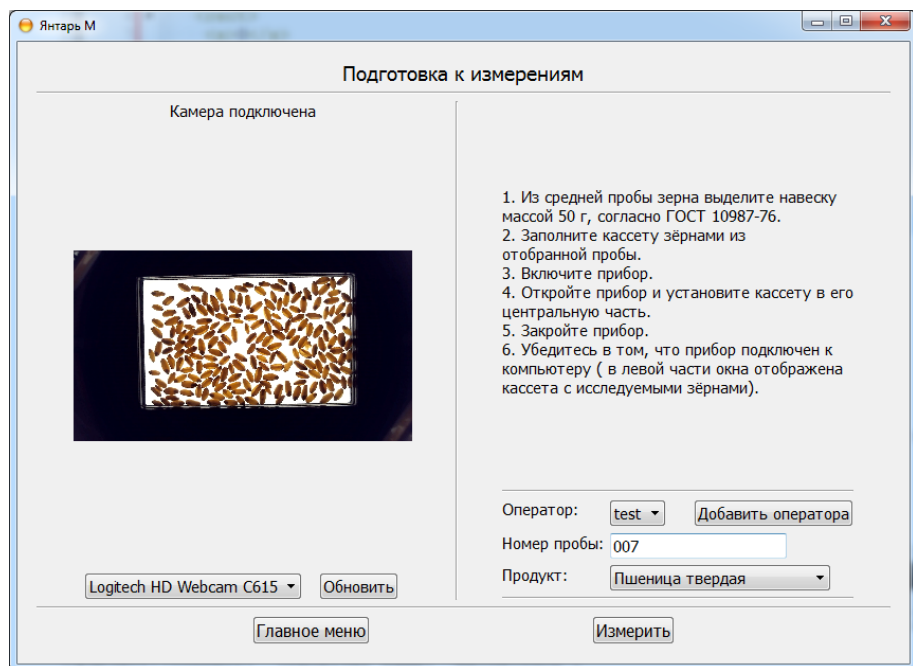 Янтарь М
Подготовка к измерениям
Камера подключена
1. Из средней пробы зерна выделите навеску
массой 50 г, согласно ГОСТ 10987-76.
2. Заполните кассету зёрнами из
отобранной пробы.
3. Включите прибор.
4. Откройте прибор и установите кассету в его
центральную часть.
5. Закройте прибор.
6. Убедитесь в том, что прибор подключен к
компьютеру ( в левой части окна отображена
кассета с исследуемыми зёрнами).
Оператор: test Добавить оператора
Номер пробы: 007
Продукт: Пшеница твердая
Logitech HD Webcam C615 Обновить
Главное меню Измерить